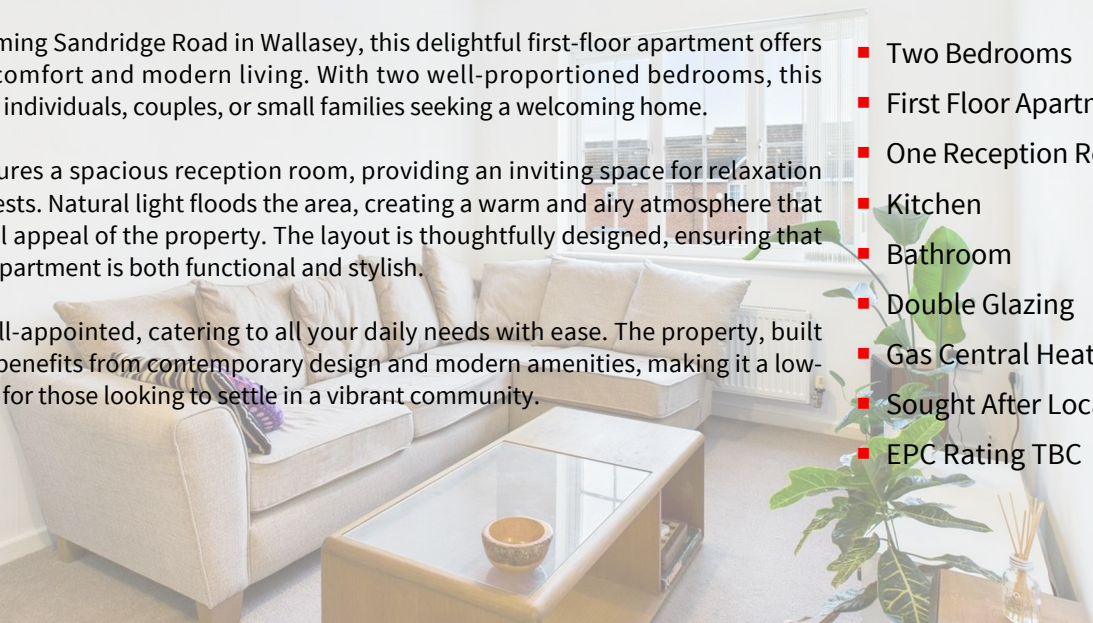 ming Sandridge Road in Wallasey, this delightful first-floor apartment offers
comfort and modern living. With two well-proportioned bedrooms, this
individuals, couples, or small families seeking a welcoming home.
ures a spacious reception room, providing an inviting space for relaxation
ests. Natural light floods the area, creating a warm and airy atmosphere that
l appeal of the property. The layout is thoughtfully designed, ensuring that
partment is both functional and stylish.
ll-appointed, catering to all your daily needs with ease. The property, built
benefits from contemporary design and modern amenities, making it a low-
for those looking to settle in a vibrant community.
Two Bedrooms
First Floor Apartm
One Reception Ro
Kitchen
Bathroom
Double Glazing
Gas Central Heat
Sought After Loca
EPC Rating TBC